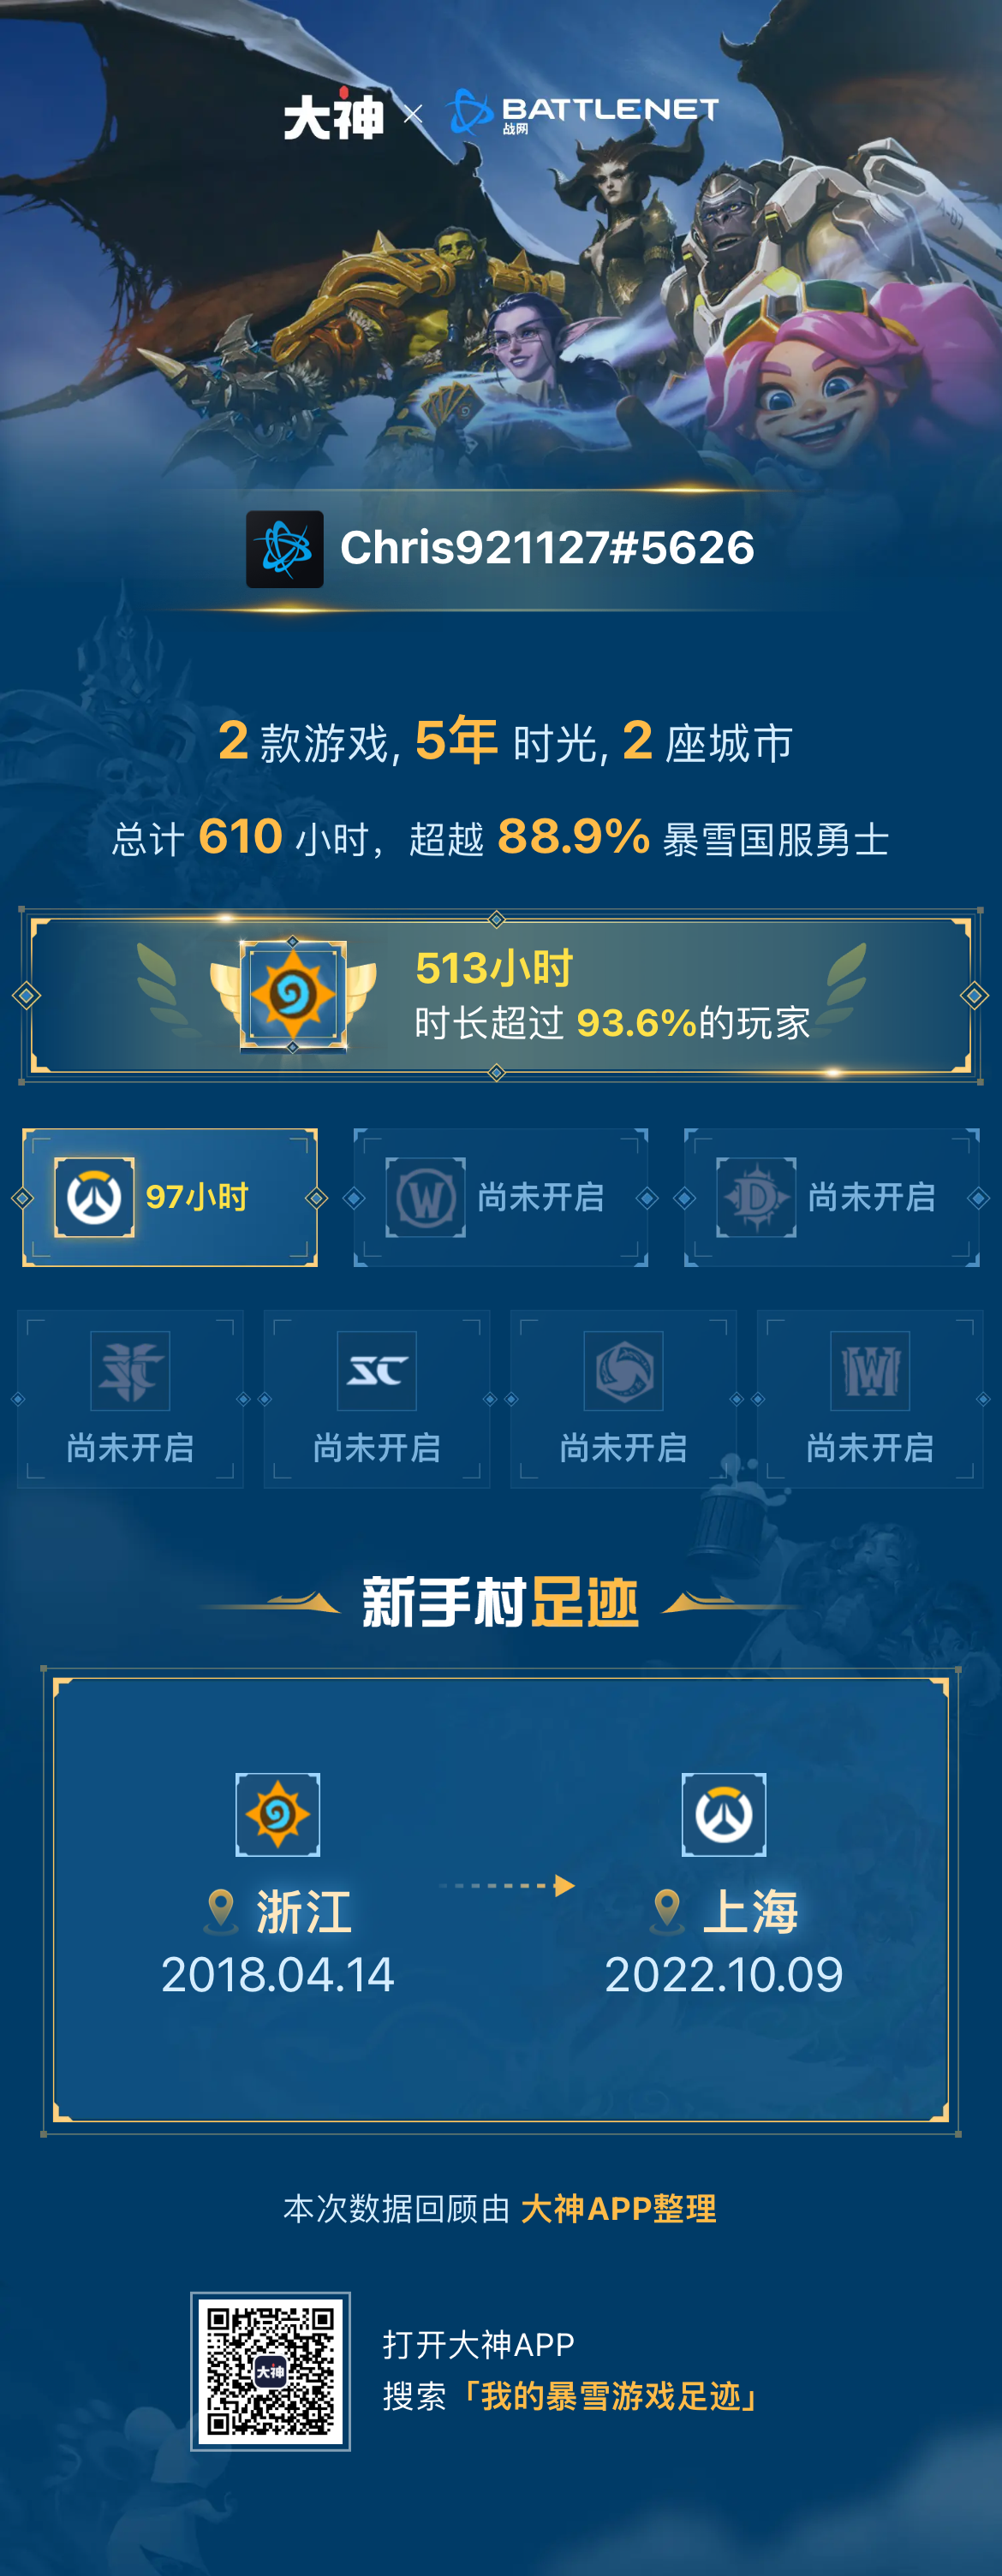 大神 × BATTLENET
战网
Chris921127#5626
2 款游戏, 5年 时光, 2 座城市
总计 610 小时，超越 88.9% 暴雪国服勇士
513小时
时长超过 93.6%的玩家
97小时
尚未开启
尚未开启
尚未开启
尚未开启
尚未开启
尚未开启
新手村足迹
浙江
2018.04.14
上海
2022.10.09
本次数据回顾由 大神APP整理
大神
打开大神APP
搜索「我的暴雪游戏足迹」